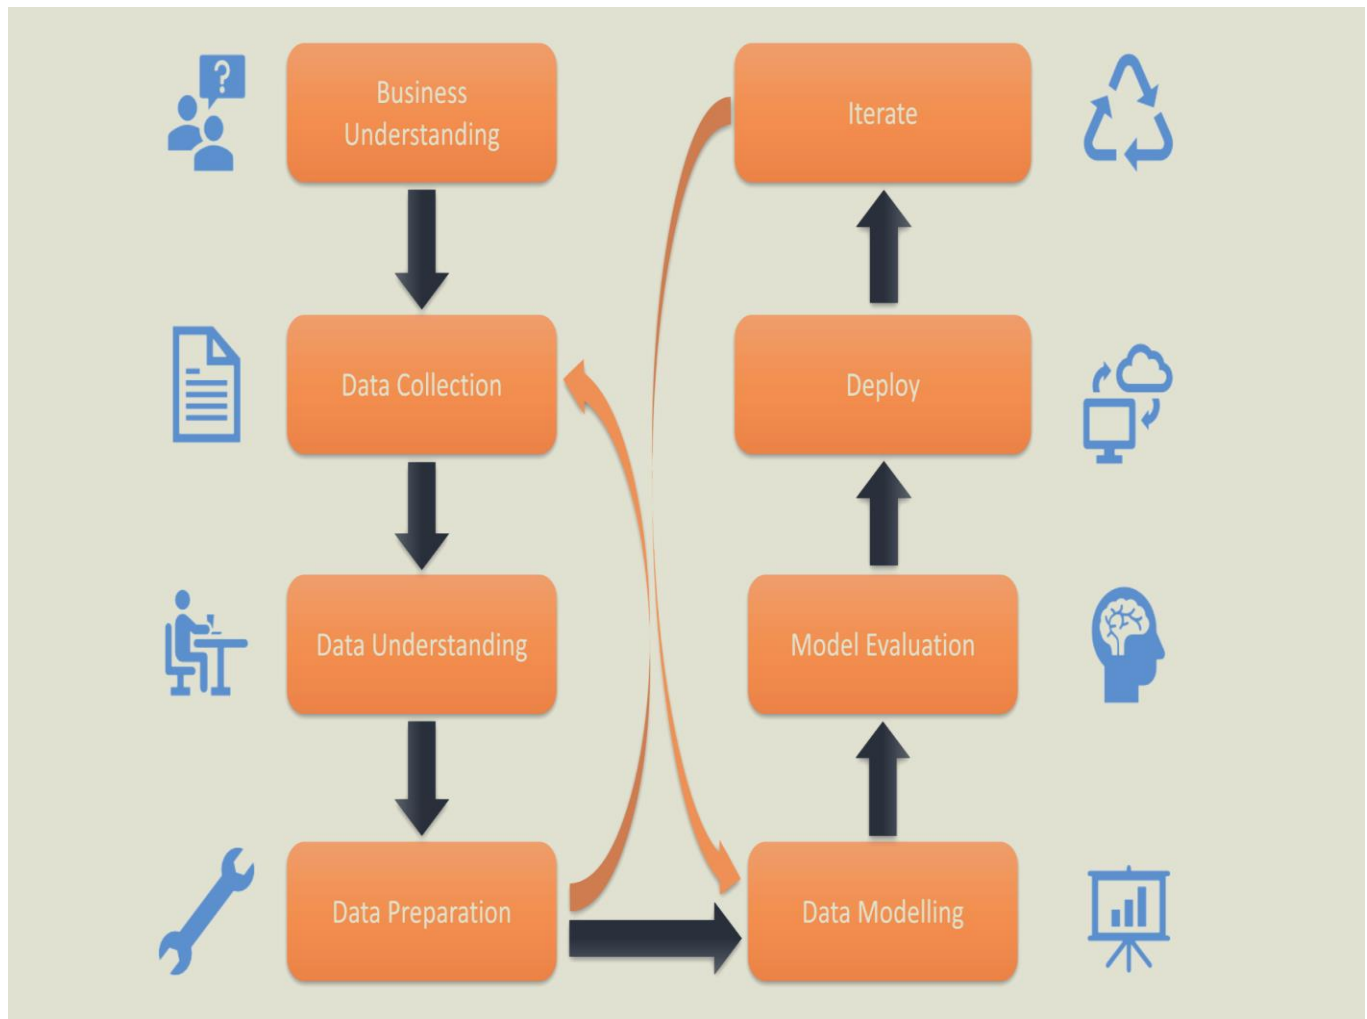 Business
Understanding
Data Collection
Data Understanding
Data Preparation
Iterate
Deploy
Model Evaluation
Data Modelling
?